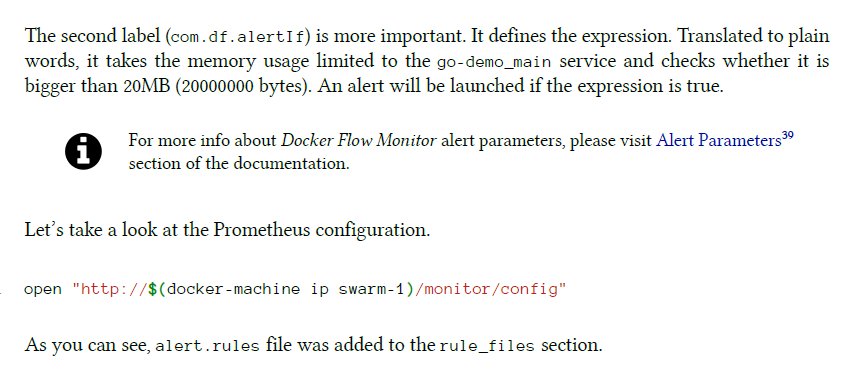 The second label (com.df.alertIf) is more important. It defines the expression. Translated to plain
words, it takes the memory usage limited to the go-demo_main service and checks whether it is
bigger than 20MB (20000000 bytes). An alert will be launched if the expression is true.
For more info about Docker Flow Monitor alert parameters, please visit Alert Parameters³⁹
section of the documentation.
Let’s take a look at the Prometheus configuration.
open "http://$(docker-machine ip swarm-1)/monitor/config"
As you can see, alert.rules file was added to the rule_files section.